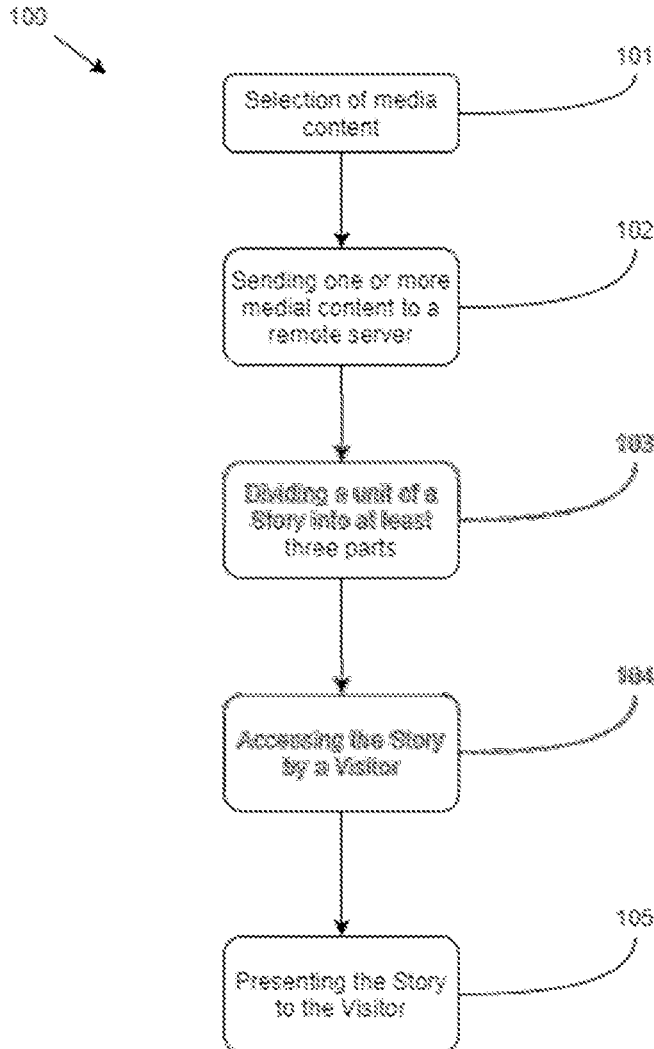 100
101
Selection of media
content
102
Sending one or more
medial content to a
remote server
103
Dividing a unit of a
Story into at least
three parts
104
Accessing the Story
by a Visitor
105
Presenting the Story
to the Visitor